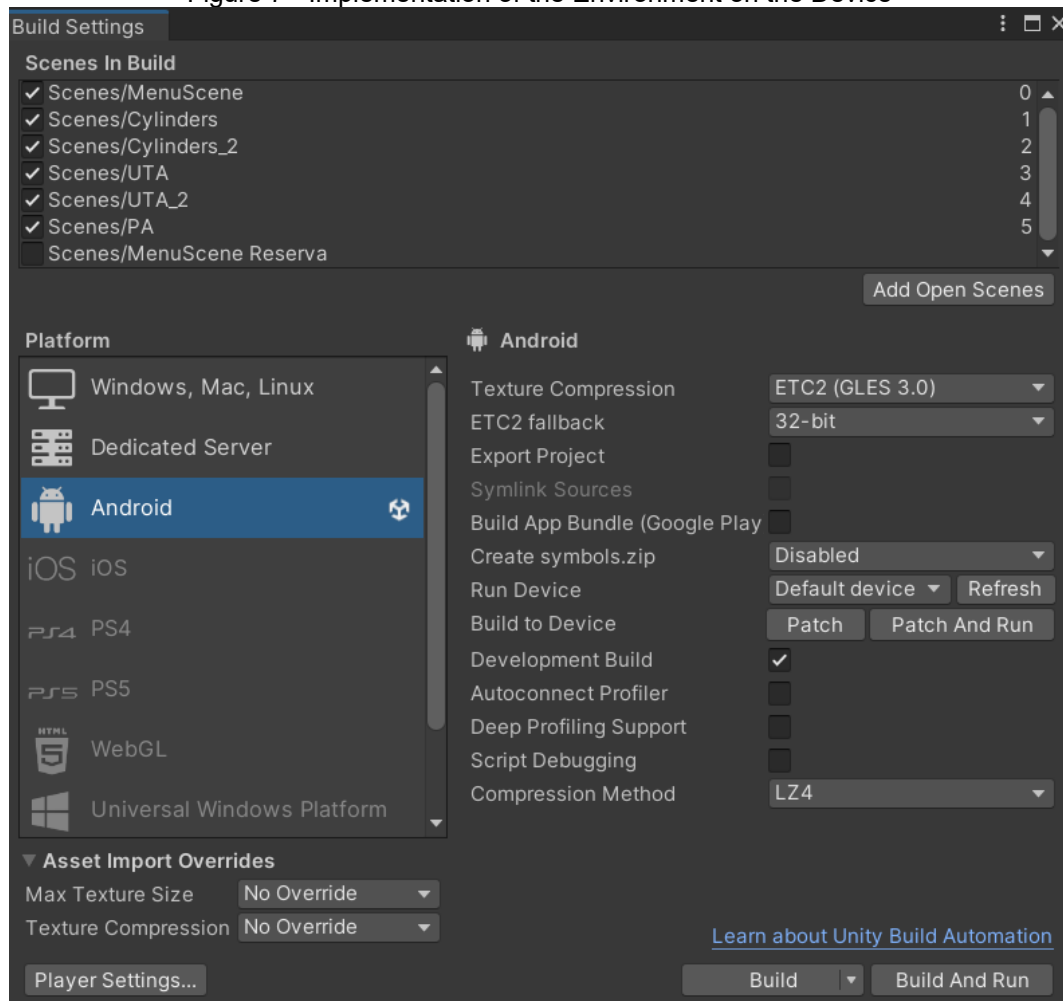 Build Settings
Scenes In Build
Scenes/MenuScene 0
Scenes/Cylinders 1
Scenes/Cylinders_2 2
Scenes/UTA 3
Scenes/UTA_2 4
Scenes/PA 5
Scenes/MenuScene Reserva
Add Open Scenes
Platform
Windows, Mac, Linux
Dedicated Server
Android
iOS iOS
PS4 PS4
PS5 PS5
HTML
5 WebGL
Universal Windows Platform
Android
Texture Compression ETC2 (GLES 3.0)
ETC2 fallback 32-bit
Export Project
Symlink Sources
Build App Bundle (Google Play
Create symbols.zip Disabled
Run Device Default device Refresh
Build to Device Patch Patch And Run
Development Build
Autoconnect Profiler
Deep Profiling Support
Script Debugging
Compression Method LZ4
Asset Import Overrides
Max Texture Size No Override
Texture Compression No Override
Learn about Unity Build Automation
Player Settings... Build Build And Run